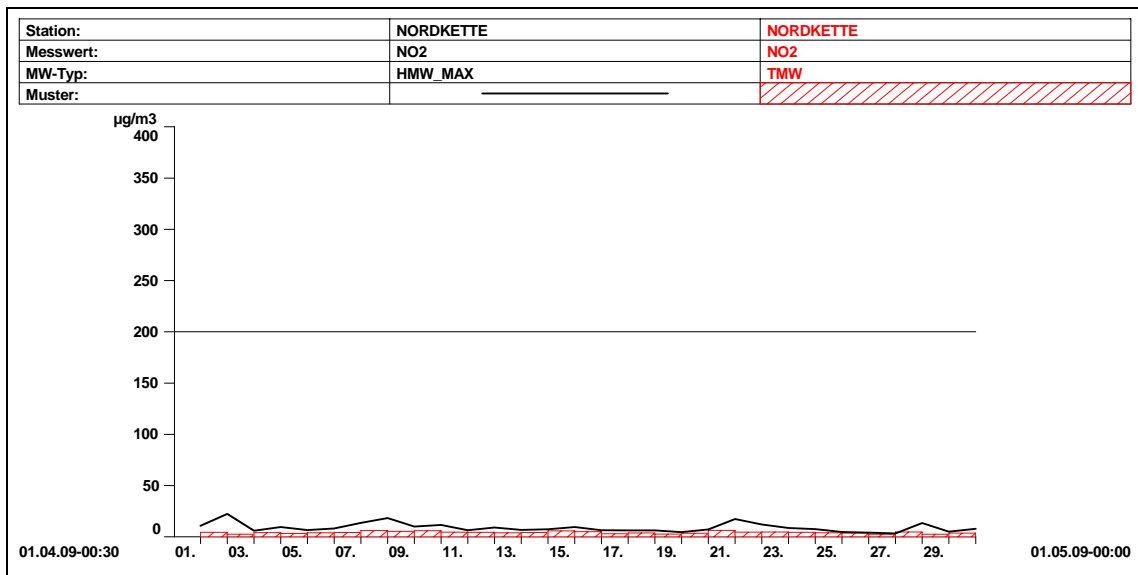 Station: NORDKETTE NORDKETTE
Messwert: NO2 NO2
MW-Typ: HMW_MAX TMW
Muster:
µg/m3
400
350
300
250
200
150
100
50
0
01.04.09-00:30 01. 03. 05. 07. 09. 11. 13. 15. 17. 19. 21. 23. 25. 27. 29. 01.05.09-00:00